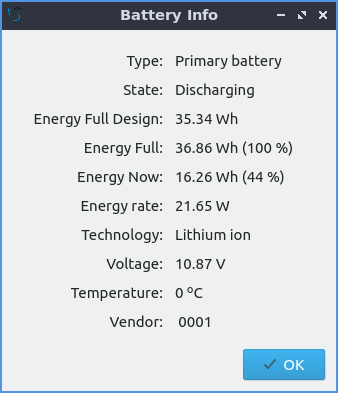 Battery Info
Type: Primary battery
State: Discharging
Energy Full Design: 35.34 Wh
Energy Full: 36.86 Wh (100 %)
Energy Now: 16.26 Wh (44 %)
Energy rate: 21.65 W
Technology: Lithium ion
Voltage: 10.87 V
Temperature: 0 ºC
Vendor: 0001
OK